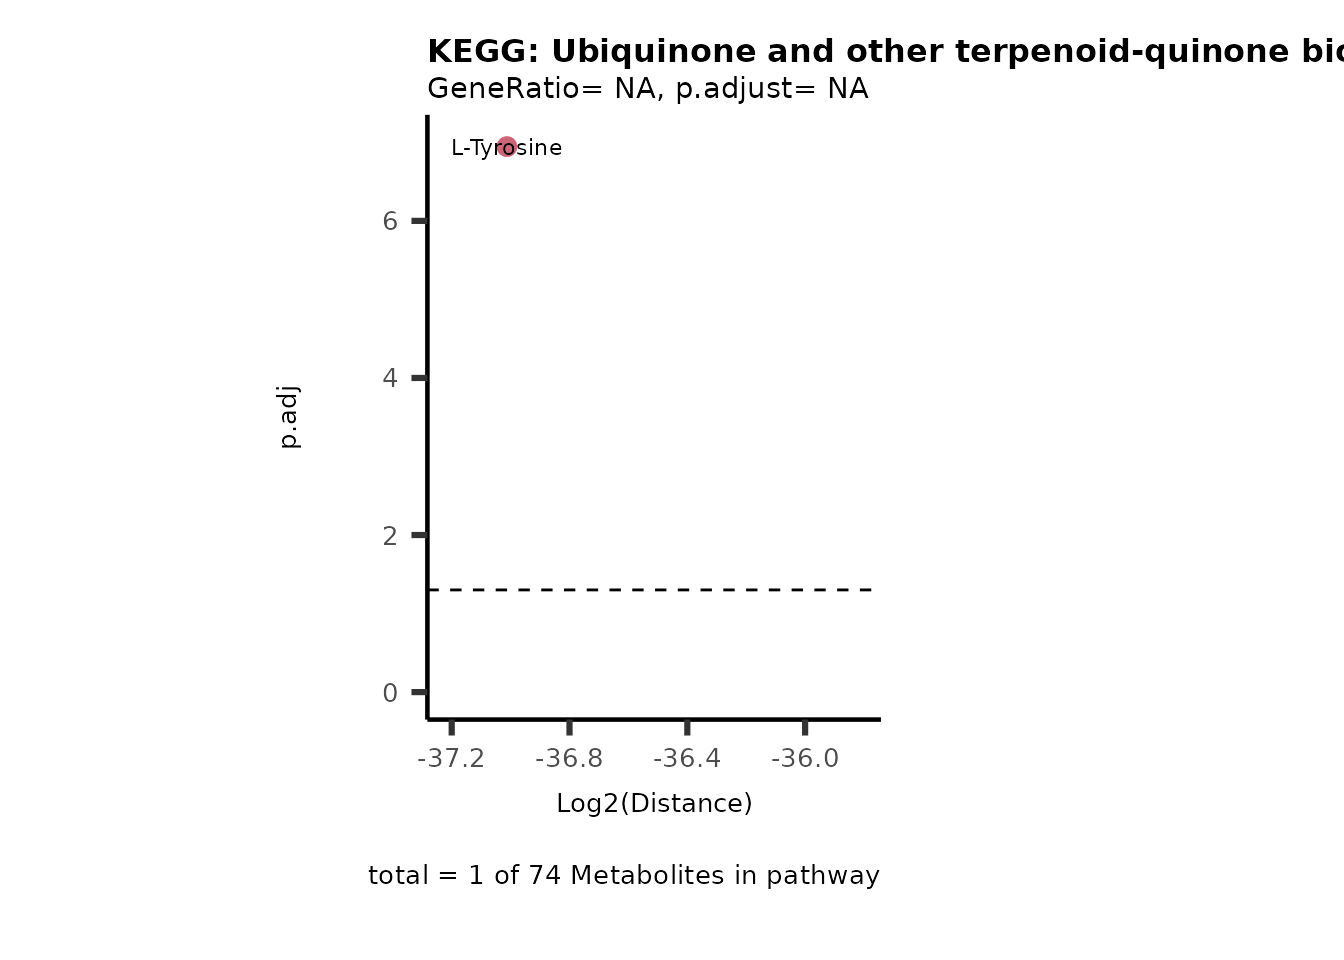 KEGG: Ubiquinone and other terpenoid-quinone
GeneRatio= NA, p.adjust= NA
L-Tyrosine
6
4
2
0
p.adj
-37.2 -36.8 -36.4 -36.0
Log2(Distance)
total = 1 of 74 Metabolites in pathway